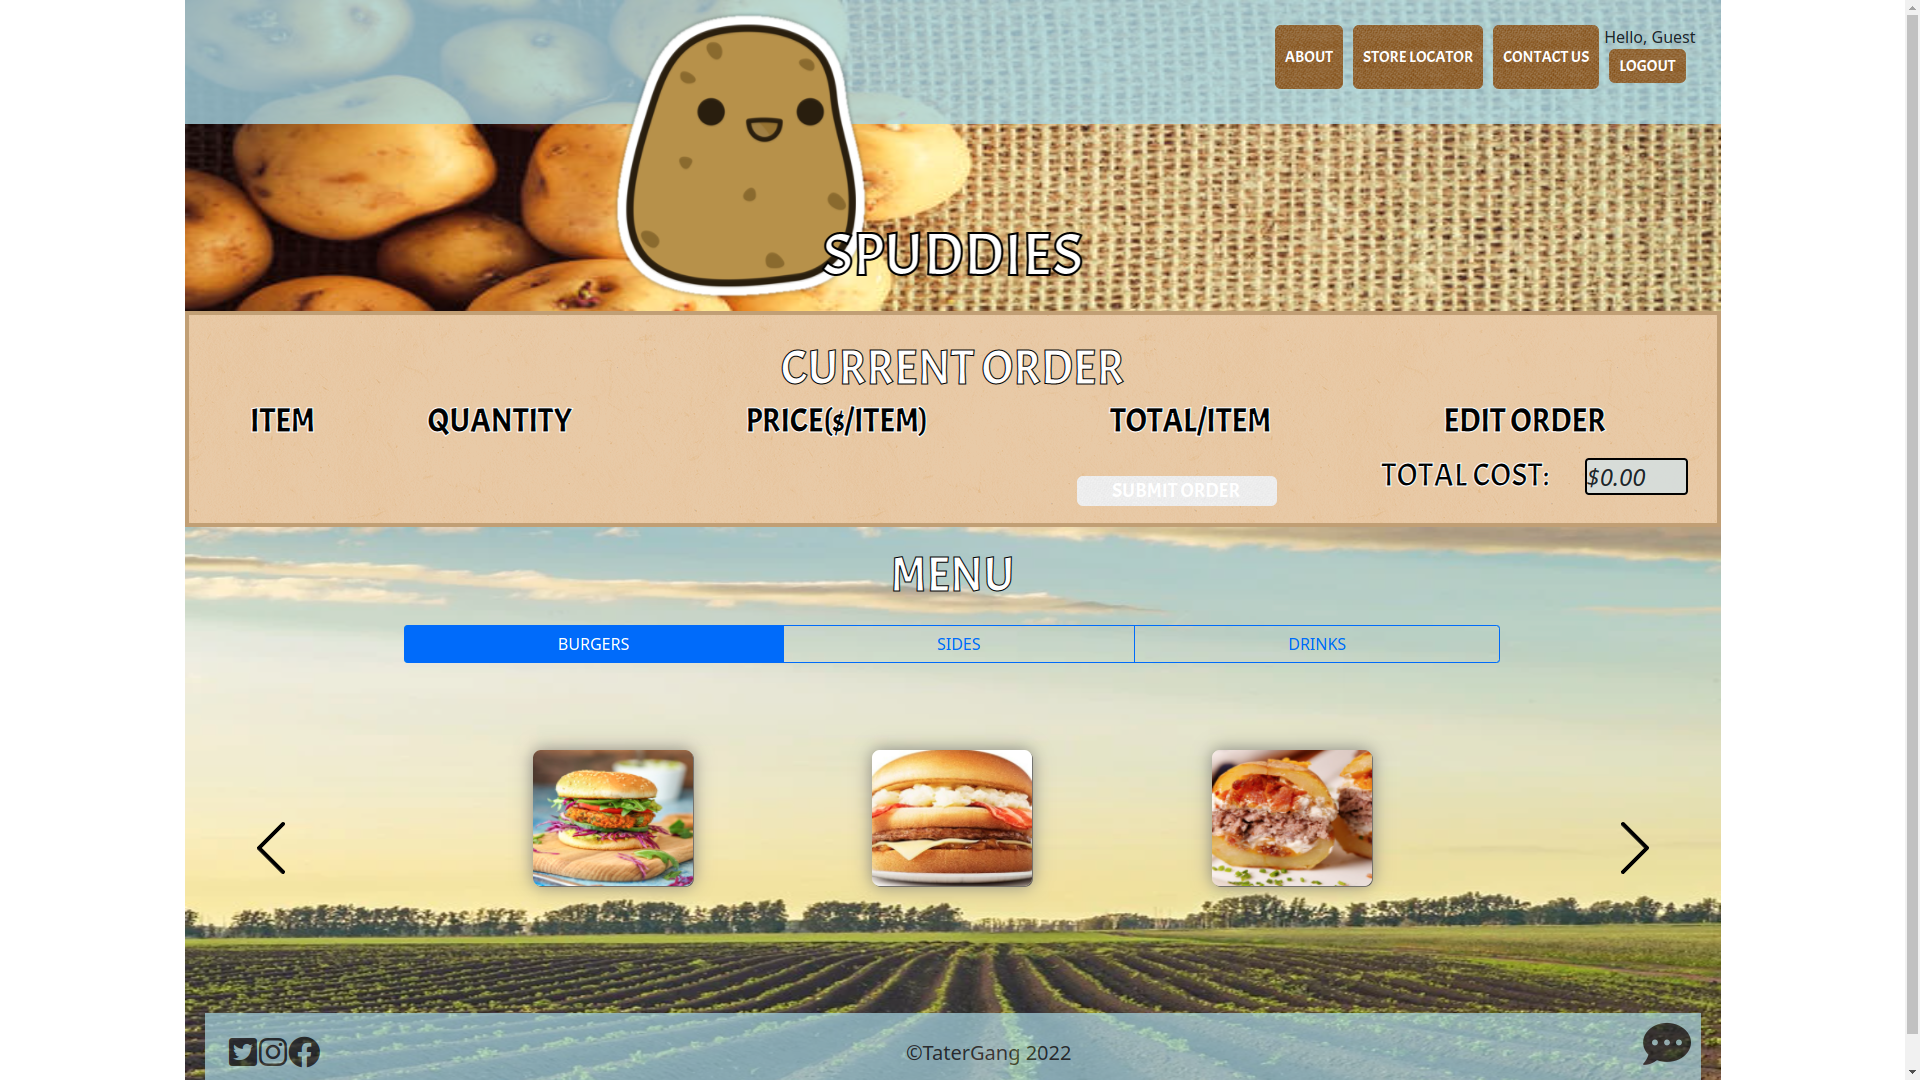 ABOUT
STORE LOCATOR
CONTACT US
Hello, Guest
LOGOUT
SPUDDIES
CURRENT ORDER
ITEM QUANTITY PRICE($/ITEM) TOTAL/ITEM EDIT ORDER
TOTAL COST: $0.00
SUBMIT ORDER
MENU
BURGERS SIDES DRINKS
©TaterGang 2022